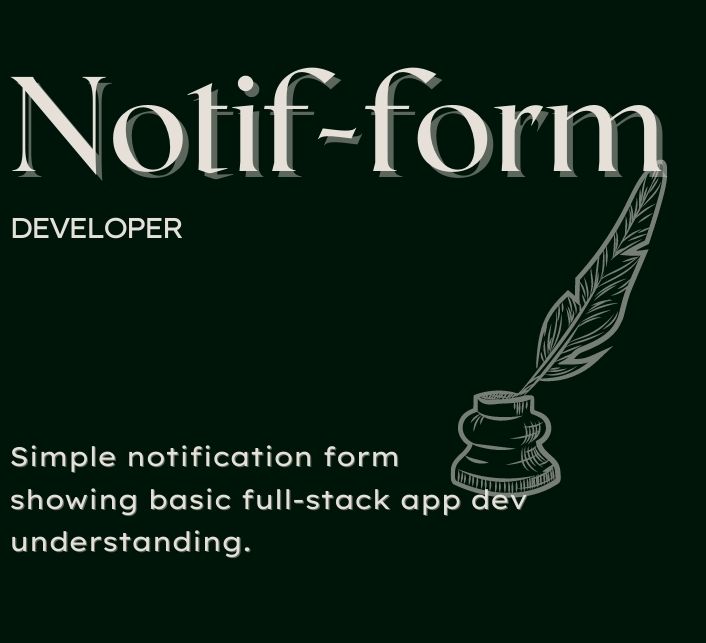 Notif-form
DEVELOPER
Simple notification form
showing basic full-stack app dev
understanding.